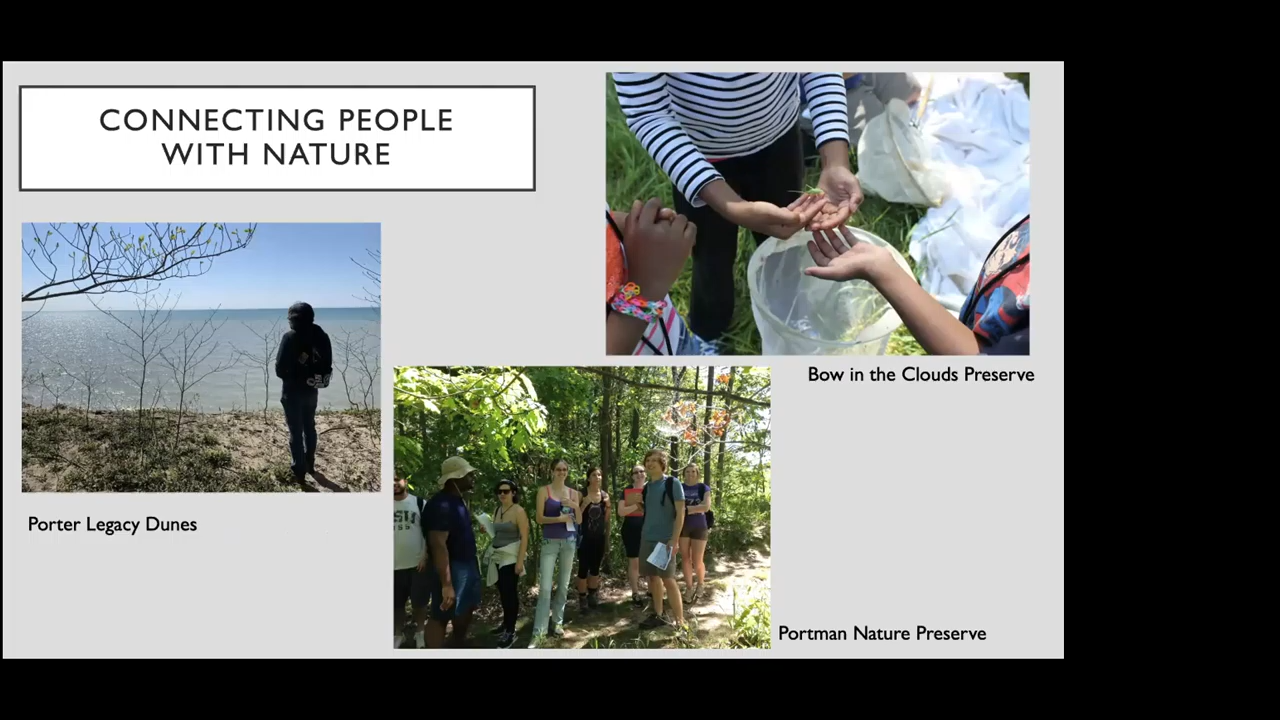 CONNECTING PEOPLE
WITH NATURE
Bow in the Clouds Preserve
Porter Legacy Dunes
Portman Nature Preserve